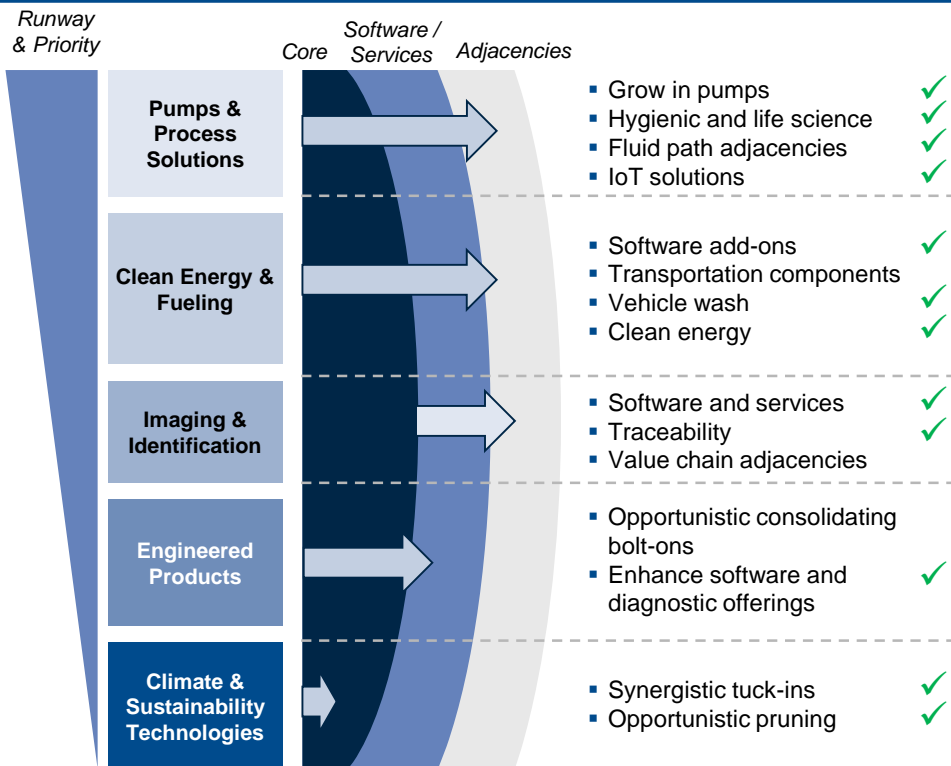 Runway
& Priority
Core
Software /
Services
Adjacencies
Pumps &
Process
Solutions
▪ Grow in pumps ✓
▪ Hygienic and life science ✓
▪ Fluid path adjacencies ✓
▪ IoT solutions ✓
Clean Energy &
Fueling
▪ Software add-ons ✓
▪ Transportation components
▪ Vehicle wash ✓
▪ Clean energy ✓
Imaging &
Identification
▪ Software and services ✓
▪ Traceability ✓
▪ Value chain adjacencies
Engineered
Products
▪ Opportunistic consolidating
bolt-ons
▪ Enhance software and
diagnostic offerings ✓
Climate &
Sustainability
Technologies
▪ Synergistic tuck-ins ✓
▪ Opportunistic pruning ✓